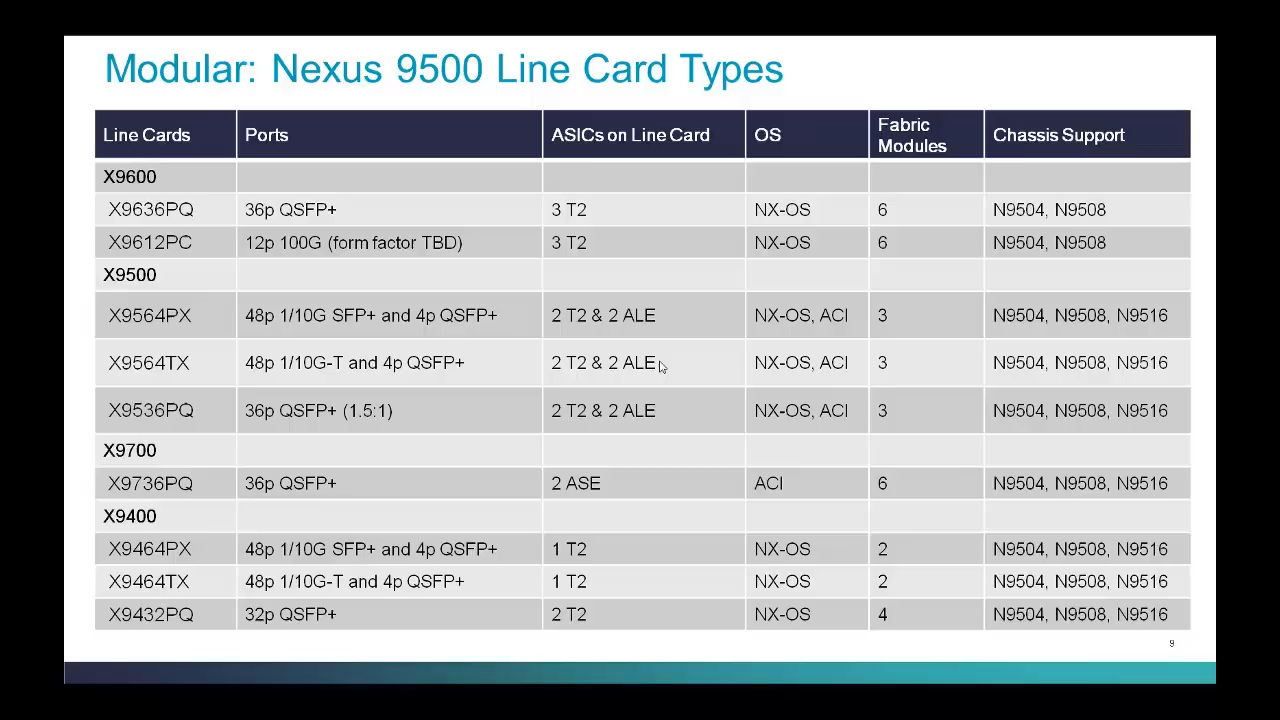 Modular: Nexus 9500 Line Card Types
Line Cards Ports ASICs on Line Card OS Fabric Modules Chassis Support
X9600
X9636PQ 36p QSFP+ 3 T2 NX-OS 6 N9504, N9508
X9612PC 12p 100G (form factor TBD) 3 T2 NX-OS 6 N9504, N9508
X9500
X9564PX 48p 1/10G SFP+ and 4p QSFP+ 2 T2 & 2 ALE NX-OS, ACI 3 N9504, N9508, N9516
X9564TX 48p 1/10G-T and 4p QSFP+ 2 T2 & 2 ALE NX-OS, ACI 3 N9504, N9508, N9516
X9536PQ 36p QSFP+ (1.5:1) 2 T2 & 2 ALE NX-OS, ACI 3 N9504, N9508, N9516
X9700
X9736PQ 36p QSFP+ 2 ASE ACI 6 N9504, N9508, N9516
X9400
X9464PX 48p 1/10G SFP+ and 4p QSFP+ 1 T2 NX-OS 2 N9504, N9508, N9516
X9464TX 48p 1/10G-T and 4p QSFP+ 1 T2 NX-OS 2 N9504, N9508, N9516
X9432PQ 32p QSFP+ 2 T2 NX-OS 4 N9504, N9508, N9516
9